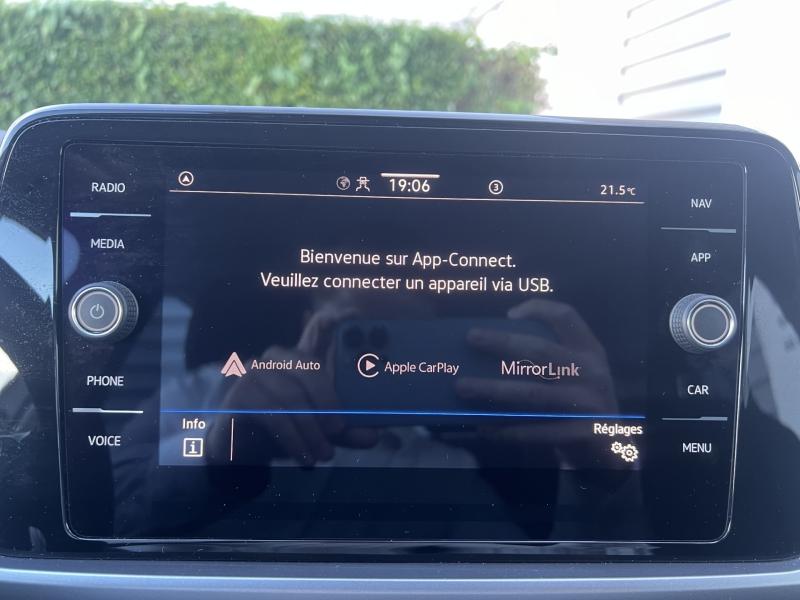 RADIO
MEDIA
PHONE
VOICE
19:06
3
21.5°C
Bienvenue sur App-Connect.
Veuillez connecter un appareil via USB.
Android Auto
Apple CarPlay
MirrorLink
Info
i
Réglages
NAV
APP
CAR
MENU